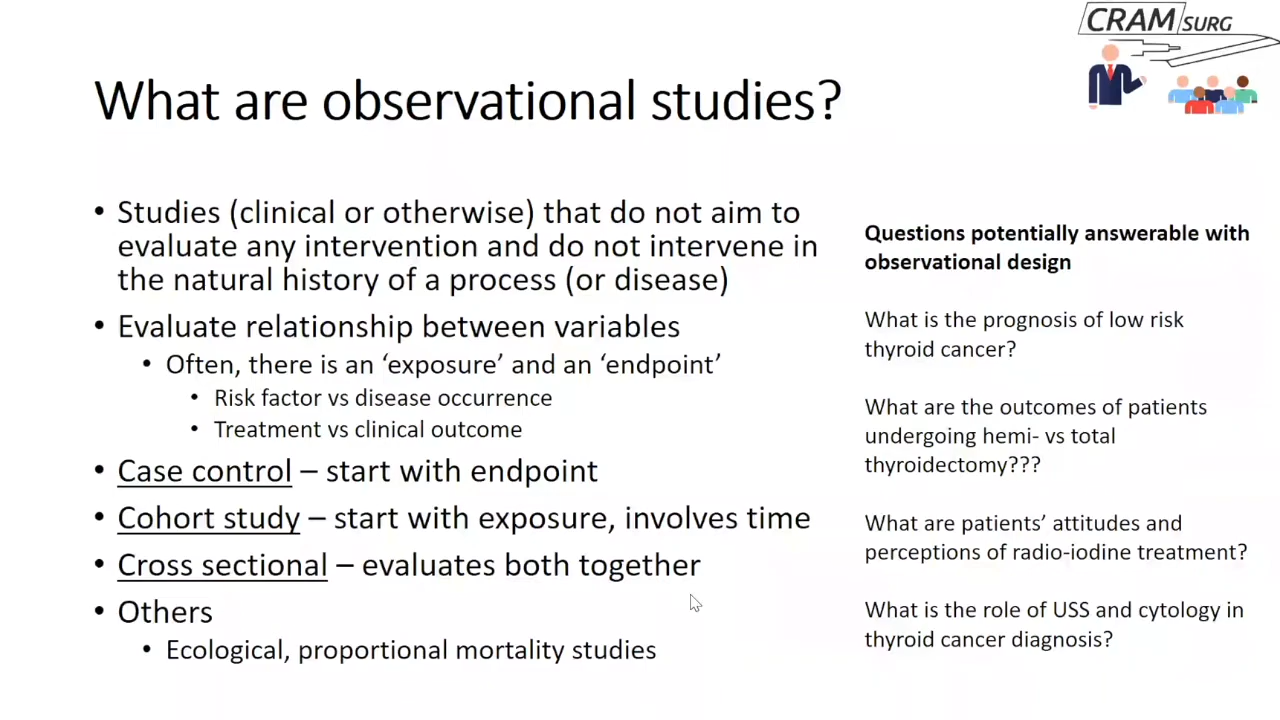 CRAM SURG
What are observational studies?
• Studies (clinical or otherwise) that do not aim to
evaluate any intervention and do not intervene in
the natural history of a process (or disease)
• Evaluate relationship between variables
• Often, there is an ‘exposure’ and an ‘endpoint’
• Risk factor vs disease occurrence
• Treatment vs clinical outcome
• Case control – start with endpoint
• Cohort study – start with exposure, involves time
• Cross sectional – evaluates both together
• Others
• Ecological, proportional mortality studies
Questions potentially answerable with
observational design
What is the prognosis of low risk
thyroid cancer?
What are the outcomes of patients
undergoing hemi- vs total
thyroidectomy???
What are patients’ attitudes and
perceptions of radio-iodine treatment?
What is the role of USS and cytology in
thyroid cancer diagnosis?